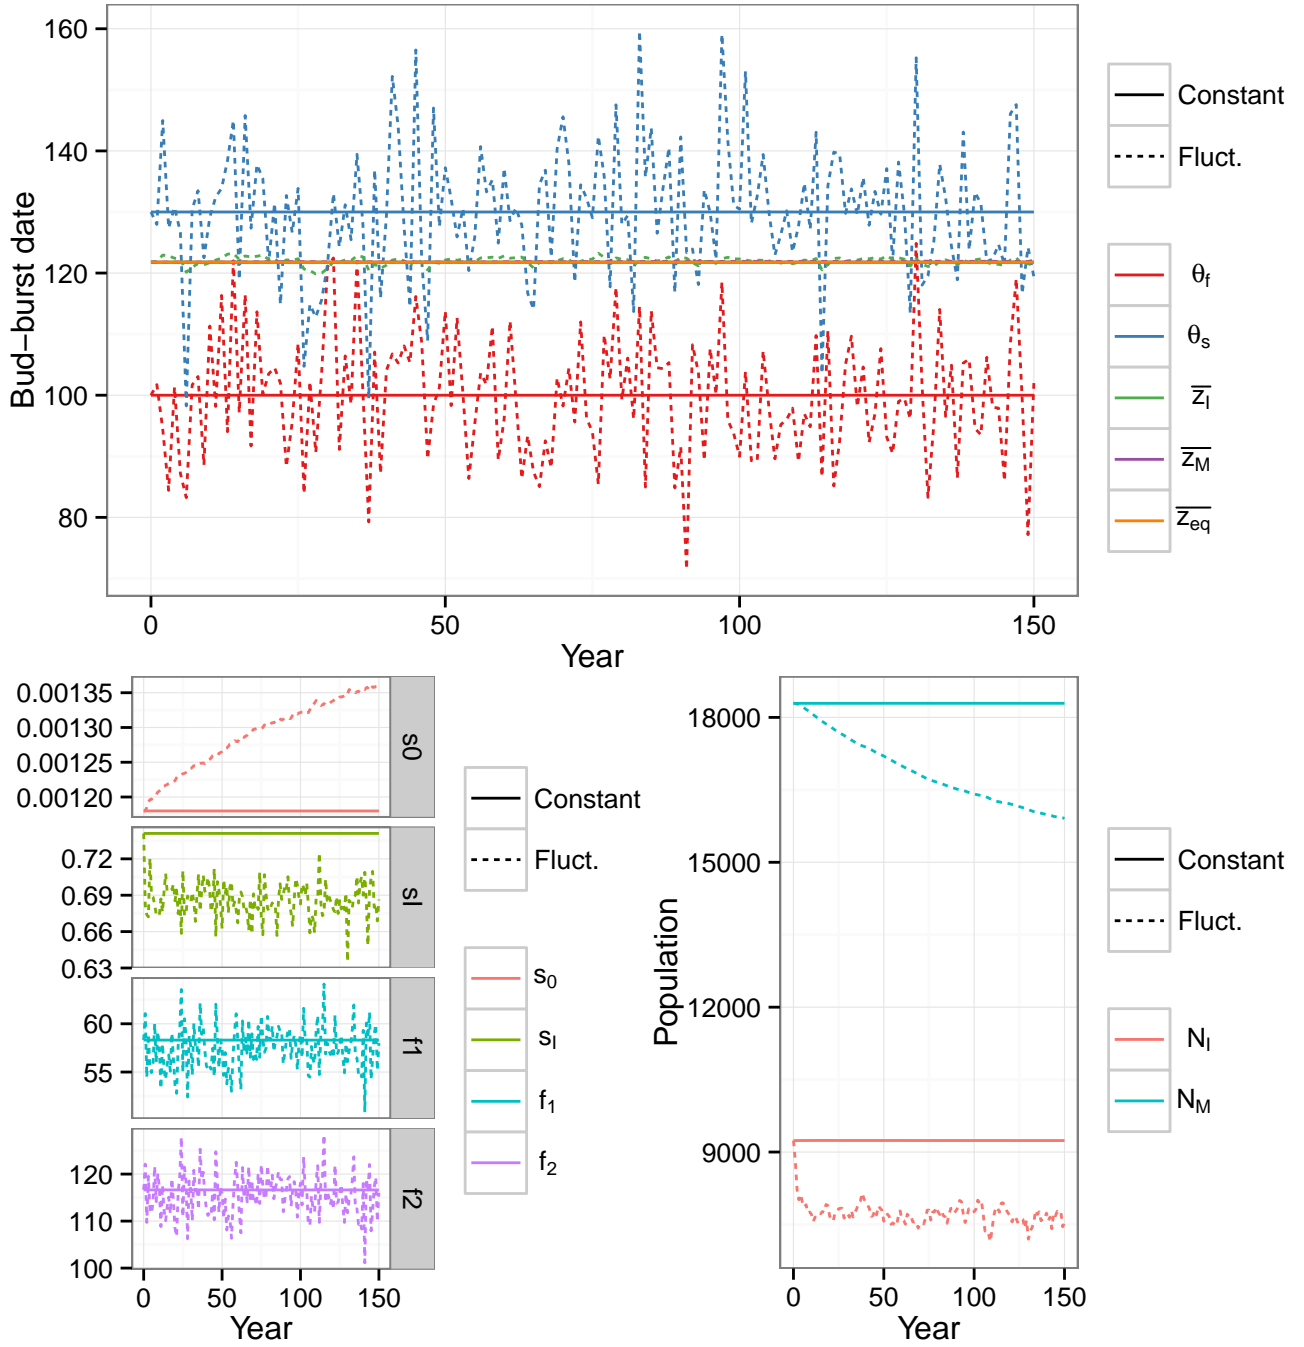 Bud−burst date
160
140
120
100
80
0
50
100
150
Year
Constant
Fluct.
θf
θs
zI
zM
zeq
0.00135
0.00130
0.00125
0.00120
s0
0.72
0.69
0.66
0.63
sI
60
55
f1
120
110
100
f2
0
50
100
150
Year
Constant
Fluct.
s0
sI
f1
f2
Population
18000
15000
12000
9000
0
50
100
150
Year
Constant
Fluct.
NI
NM